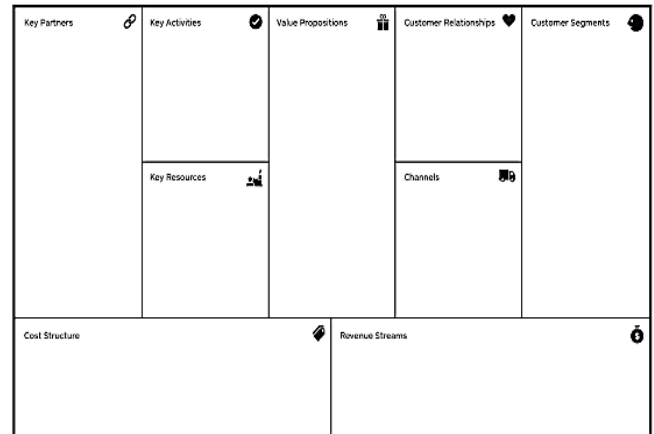 Key Partners
Key Activities
Value Propositions
Customer Relationships
Customer Segments
Key Resources
Channels
Cost Structure
Revenue Streams